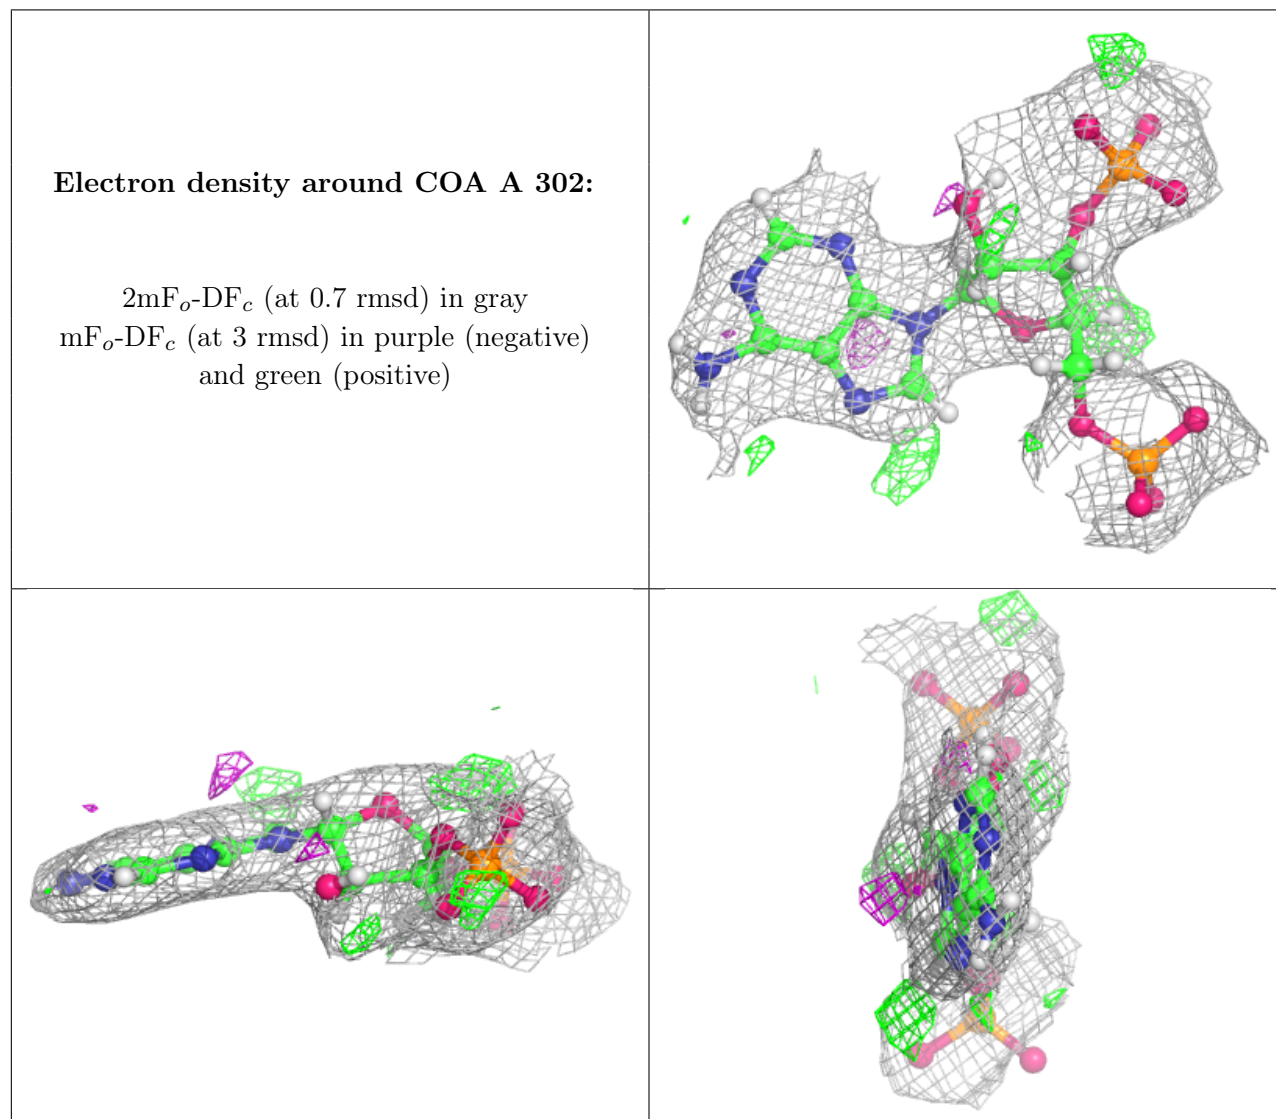 Electron density around COA A 302:
2mFo-DFc (at 0.7 rmsd) in gray
mFo-DFc (at 3 rmsd) in purple (negative)
and green (positive)